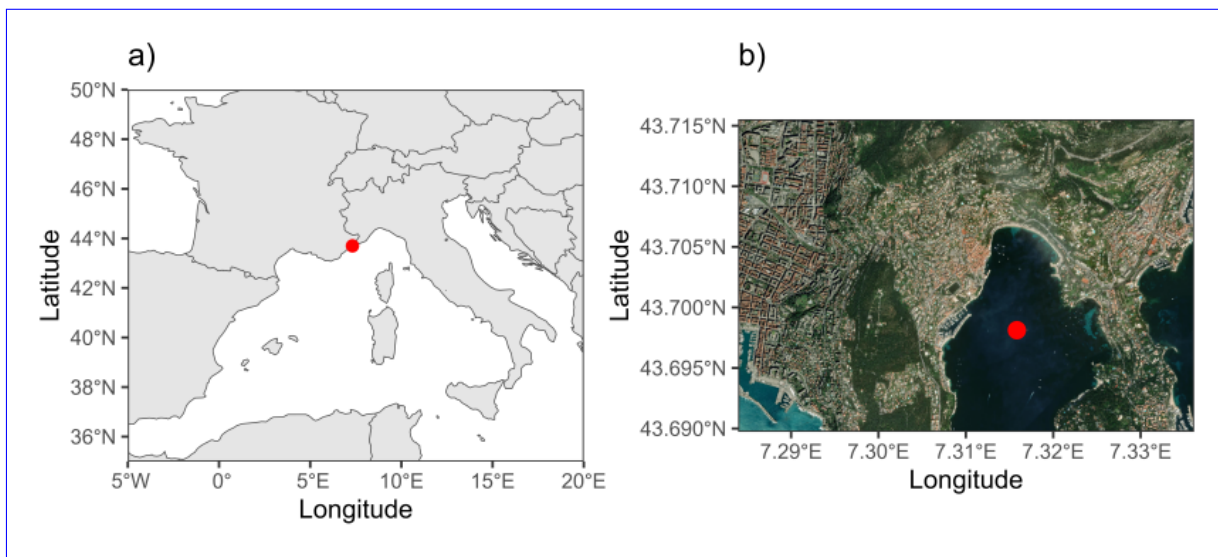 a)
50°N
48°N
46°N
44°N
42°N
40°N
38°N
36°N
Latitude
5°W
0°
5°E
10°E
15°E
20°E
Longitude
b)
43.715°N
43.710°N
43.705°N
43.700°N
43.695°N
43.690°N
Latitude
7.29°E
7.30°E
7.31°E
7.32°E
7.33°E
Longitude